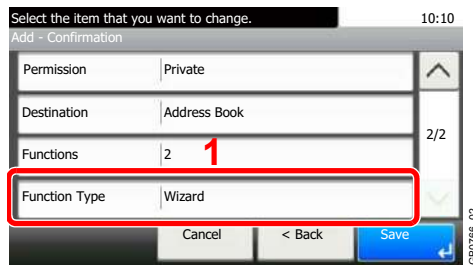 Select the item that you want to change. 10:10
Add - Confirmation
Permission Private
Destination Address Book
2/2
Functions 2 1
Function Type Wizard
Cancel < Back Save